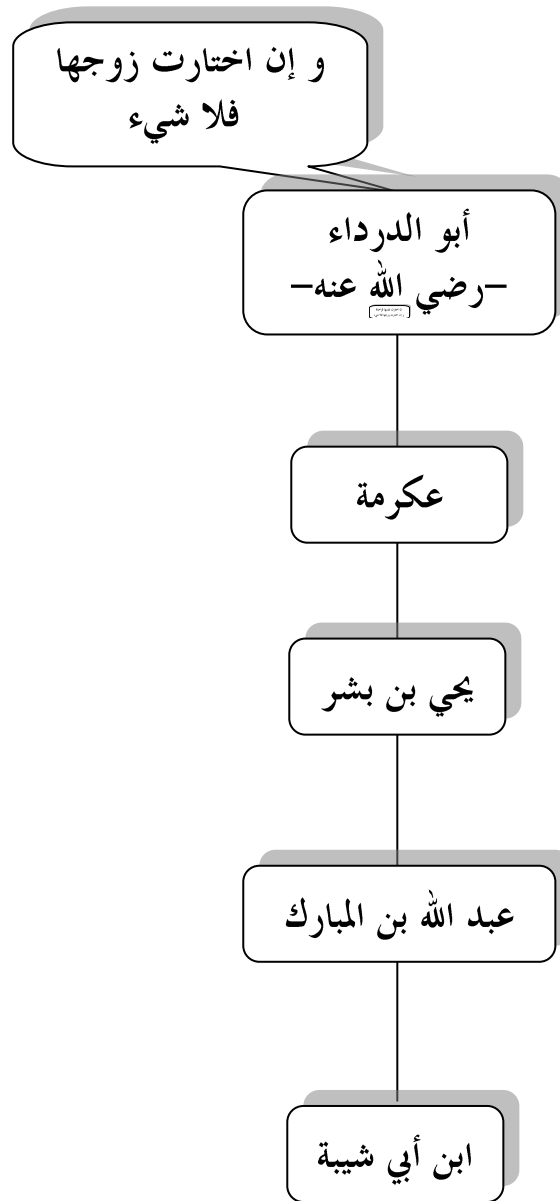 و إن اختارت زوجها
فلا شيء
أبو الدرداء
–رضي الله عنه–
عكرمة
يحي بن بشر
عبد الله بن المبارك
ابن أبي شيبة